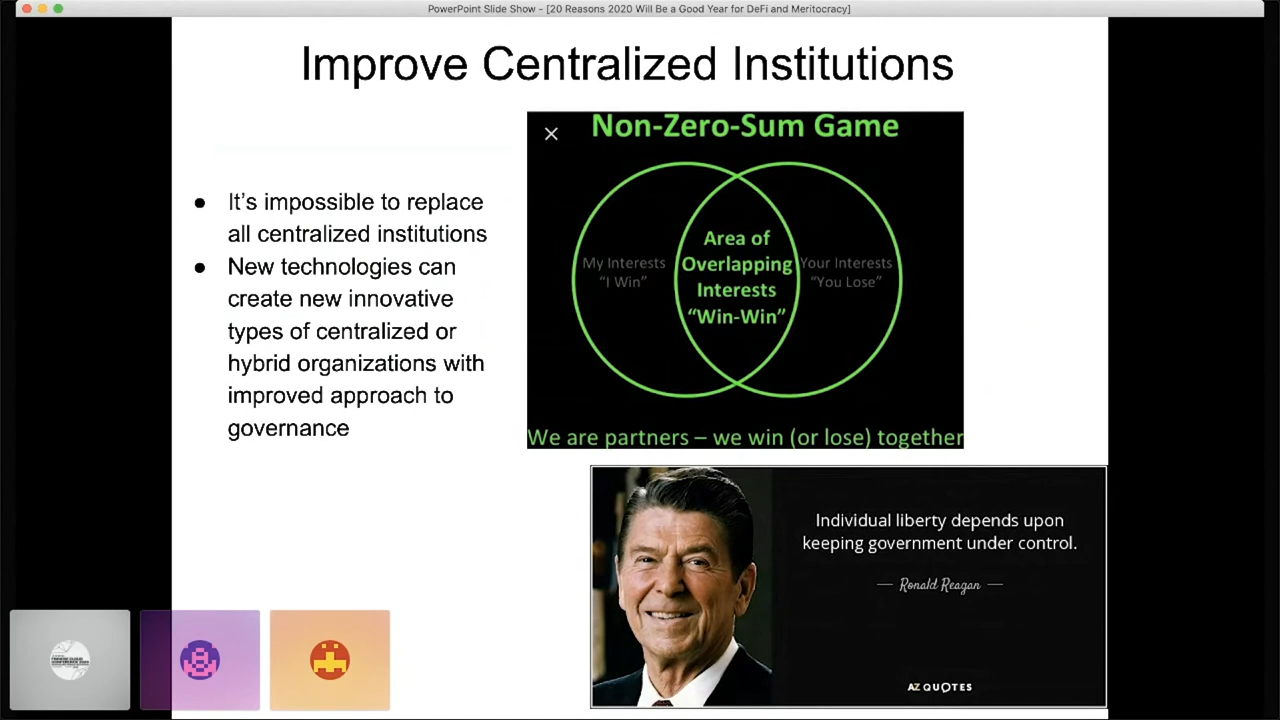 PowerPoint Slide Show - [20 Reasons 2020 Will Be a Good Year for DeFi and Meritocracy]
Improve Centralized Institutions
● It’s impossible to replace
all centralized institutions
● New technologies can
create new innovative
types of centralized or
hybrid organizations with
improved approach to
governance
Non-Zero-Sum Game
My Interests
“I Win”
Area of
Overlapping
Interests
“Win-Win”
Your Interests
“You Lose”
We are partners – we win (or lose) together
Individual liberty depends upon
keeping government under control.
— Ronald Reagan —
AZ QUOTES